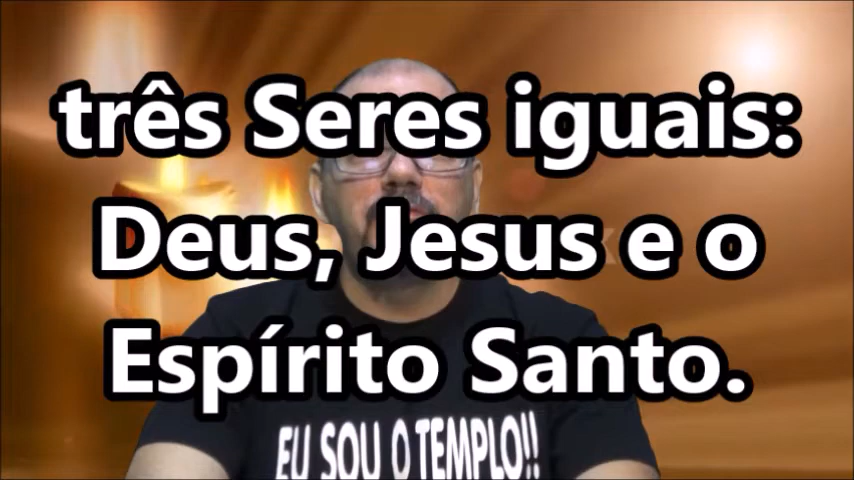 três Seres iguais:
Deus, Jesus e o
Espírito Santo.
EU SOU O TEMPLO!!